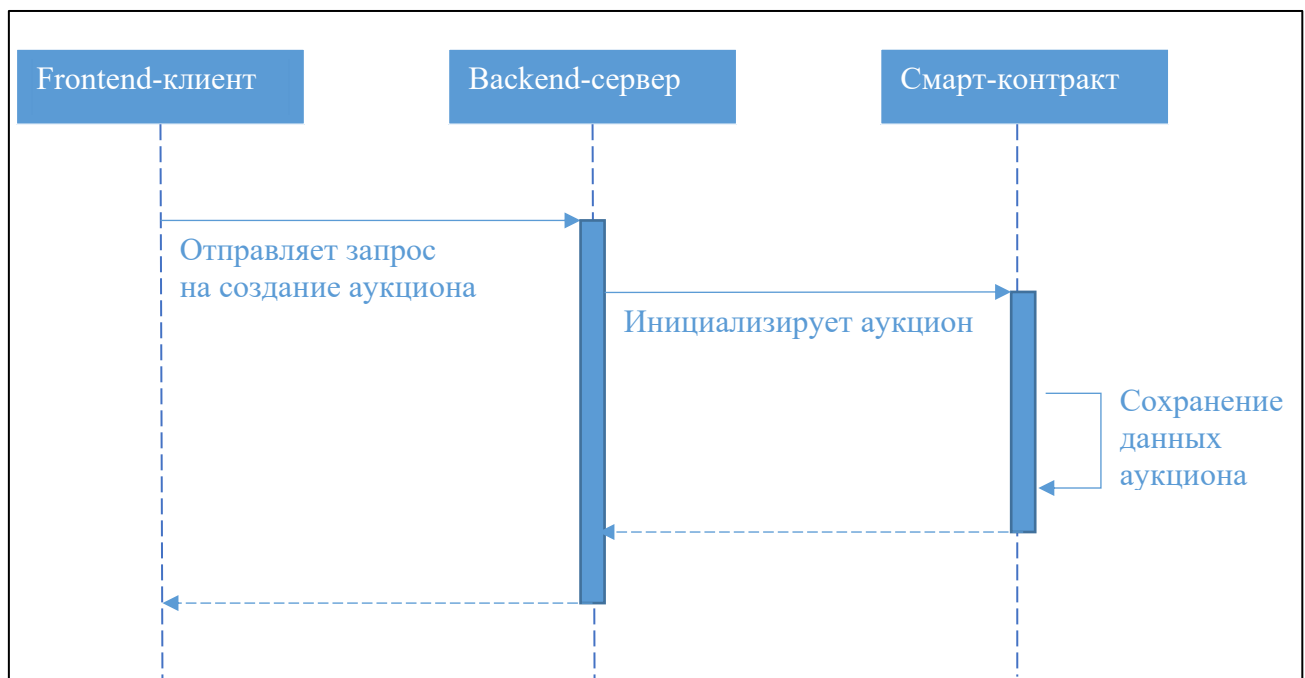 Frontend-клиент
Backend-сервер
Смарт-контракт
Отправляет запрос
на создание аукциона
Инициализирует аукцион
Сохранение
данных
аукциона